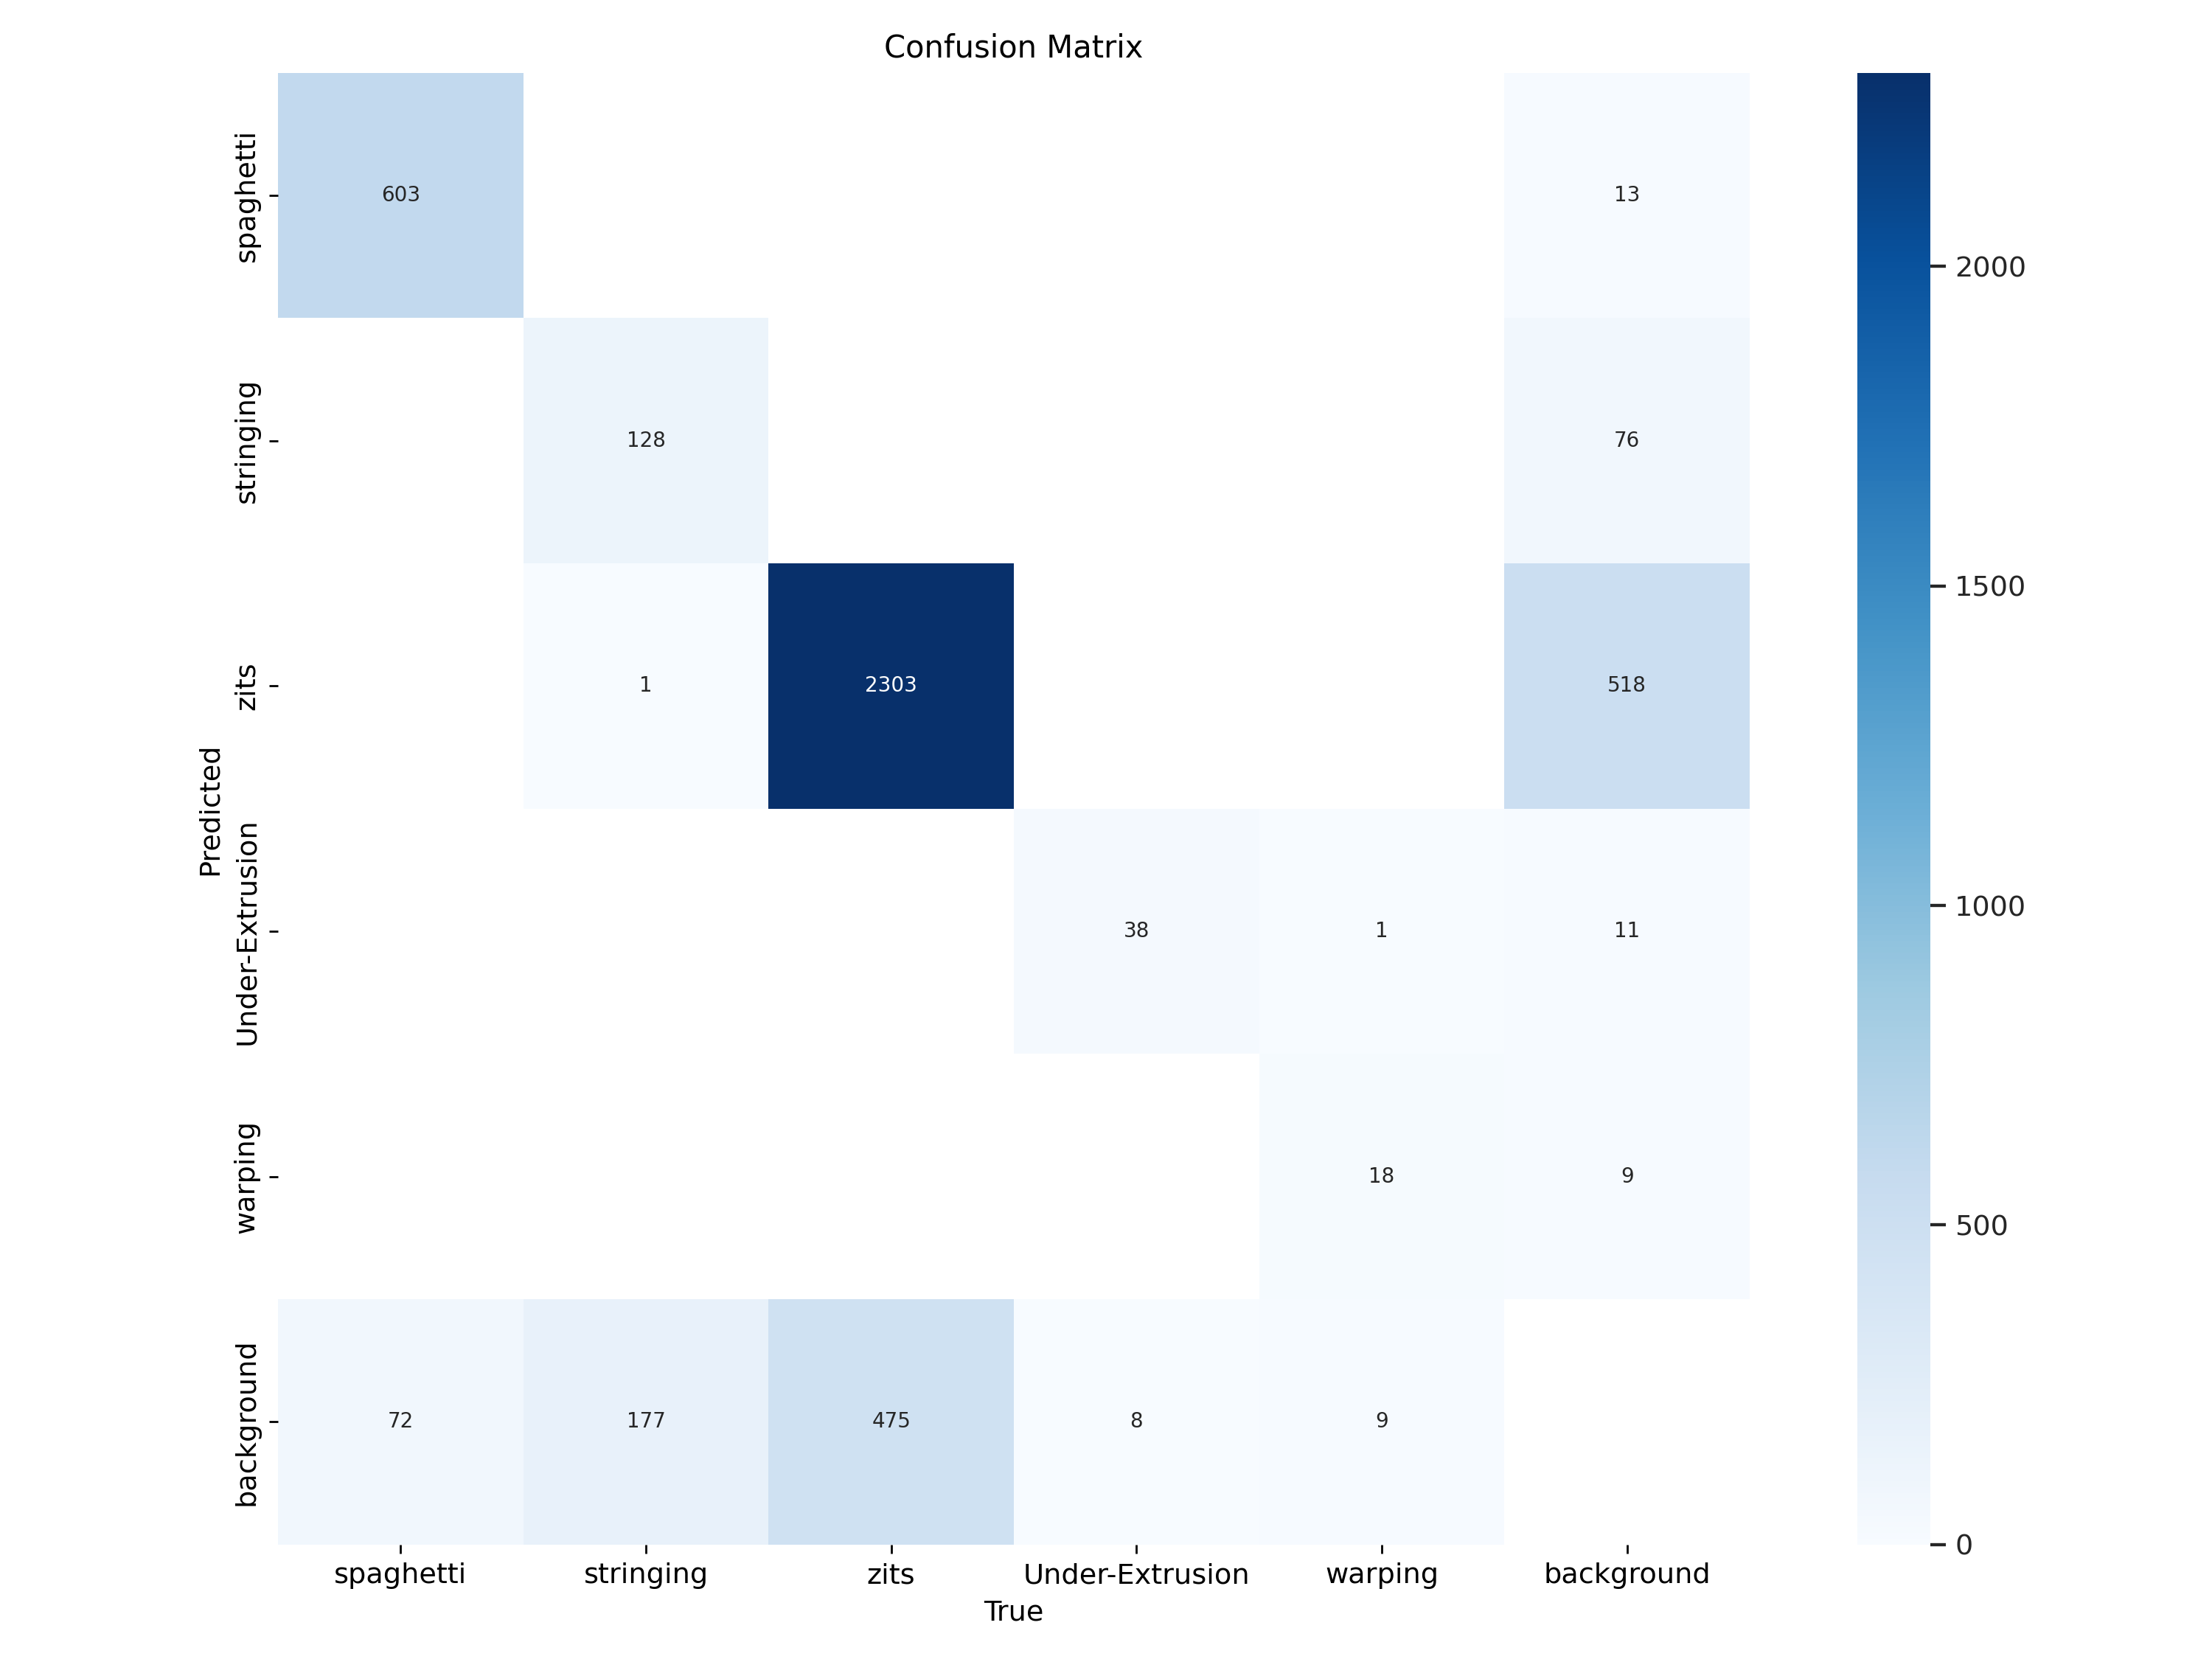 Confusion Matrix
spaghetti
603
13
2000
stringing
128
76
1500
zits
1
2303
518
Predicted
Under-Extrusion
38
1
11
1000
warping
18
9
500
background
72
177
475
8
9
0
spaghetti
stringing
zits
Under-Extrusion
warping
background
True